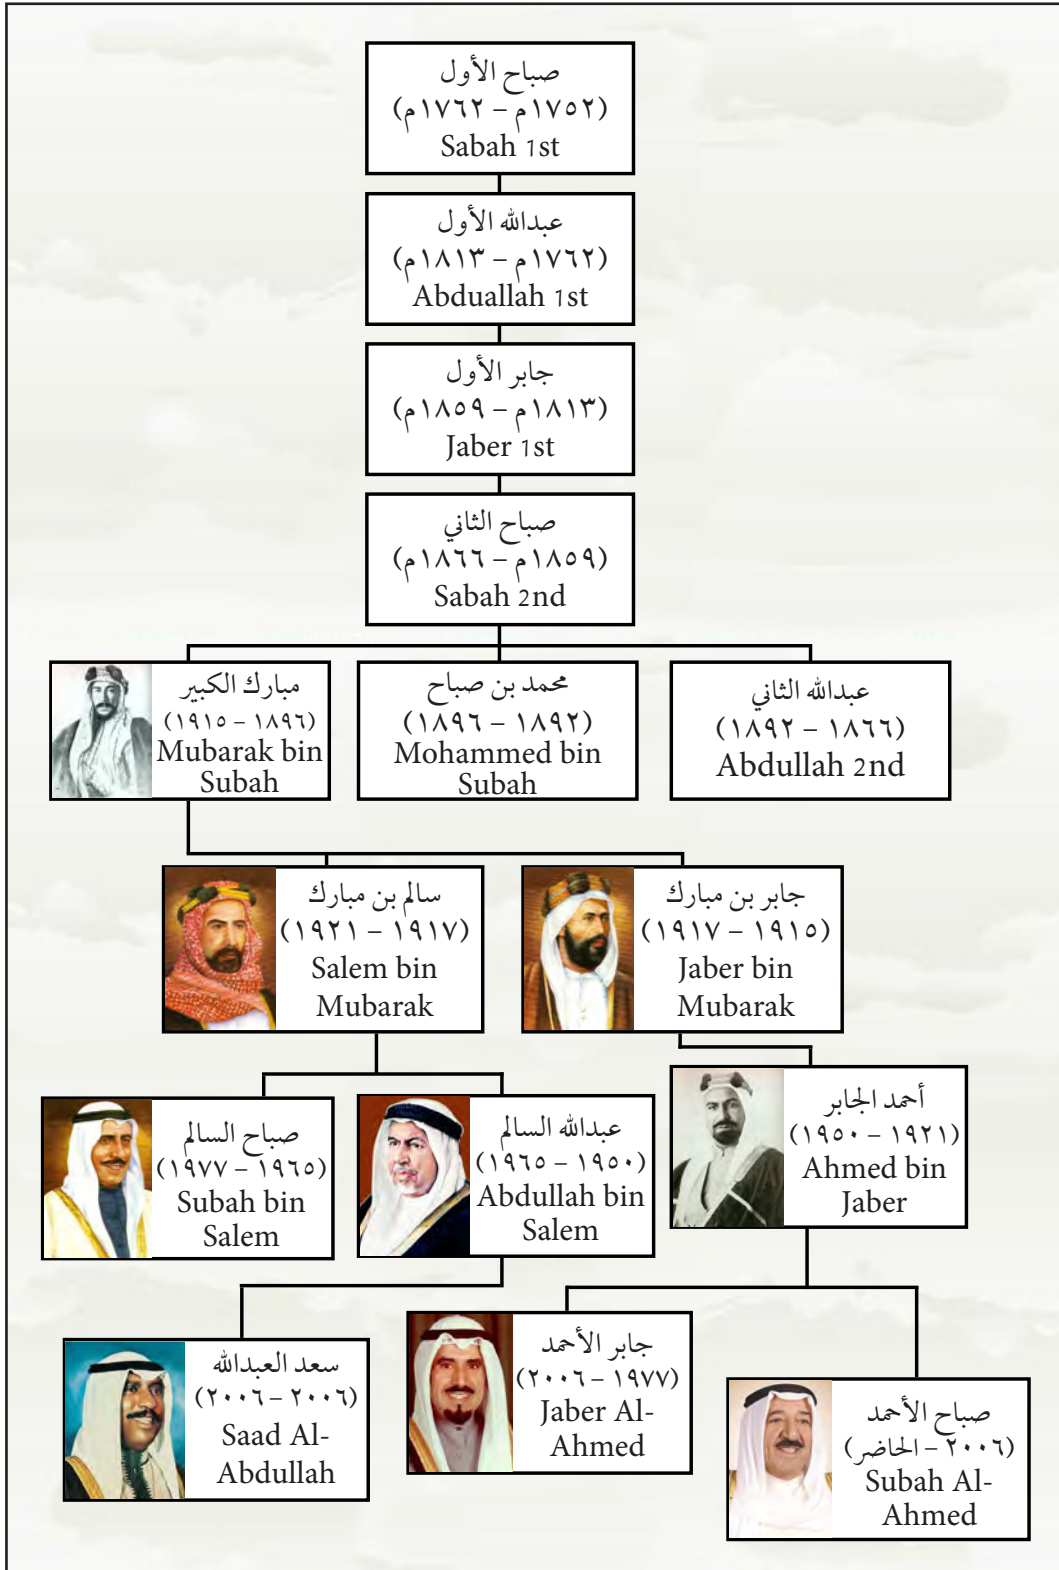 صباح الأول
(١٧٥٢م – ١٧٦٢م)
Sabah 1st
عبدالله الأول
(١٧٦٢م – ١٨١٣م)
Abduallah 1st
جابر الأول
(١٨١٣م – ١٨٥٩م)
Jaber 1st
صباح الثاني
(١٨٥٩م – ١٨٦٦م)
Sabah 2nd
مبارك الكبير
(١٨٩٦ – ١٩١٥)
Mubarak bin
Subah
محمد بن صباح
(١٨٩٢ – ١٨٩٦)
Mohammed bin
Subah
عبدالله الثاني
(١٨٦٦ – ١٨٩٢)
Abdullah 2nd
سالم بن مبارك
(١٩١٧ – ١٩٢١)
Salem bin
Mubarak
جابر بن مبارك
(١٩١٥ – ١٩١٧)
Jaber bin
Mubarak
صباح السالم
(١٩٦٥ – ١٩٧٧)
Subah bin
Salem
عبدالله السالم
(١٩٥٠ – ١٩٦٥)
Abdullah bin
Salem
أحمد الجابر
(١٩٢١ – ١٩٥٠)
Ahmed bin
Jaber
سعد العبدالله
(٢٠٠٦ – ٢٠٠٦)
Saad Al-
Abdullah
جابر الأحمد
(١٩٧٧ – ٢٠٠٦)
Jaber Al-
Ahmed
صباح الأحمد
(٢٠٠٦ – الحاضر)
Subah Al-
Ahmed